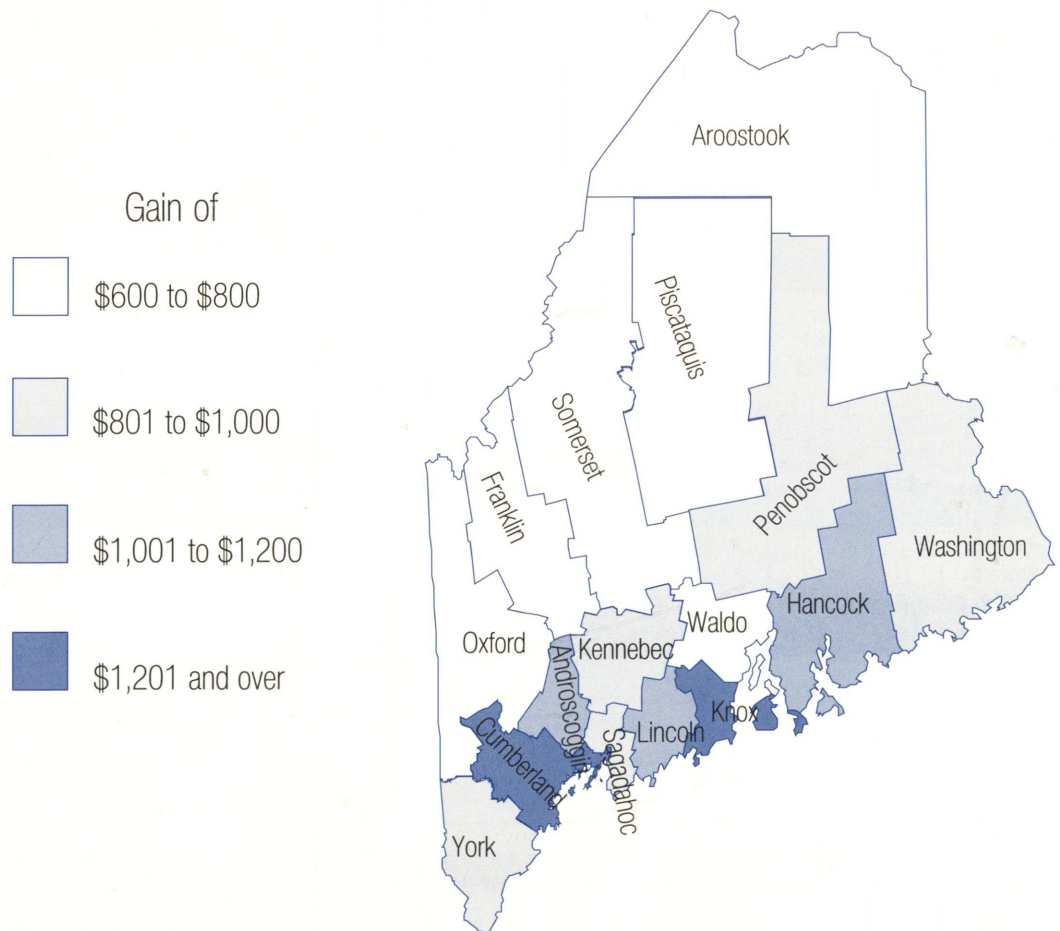 Gain of
$600 to $800
$801 to $1,000
$1,001 to $1,200
$1,201 and over
Aroostook
Piscataquis
Somerset
Franklin
Penobscot
Washington
Hancock
Waldo
Oxford
Kennebec
Androscoggin
Knox
Lincoln
Sagadahoc
Cumberland
York